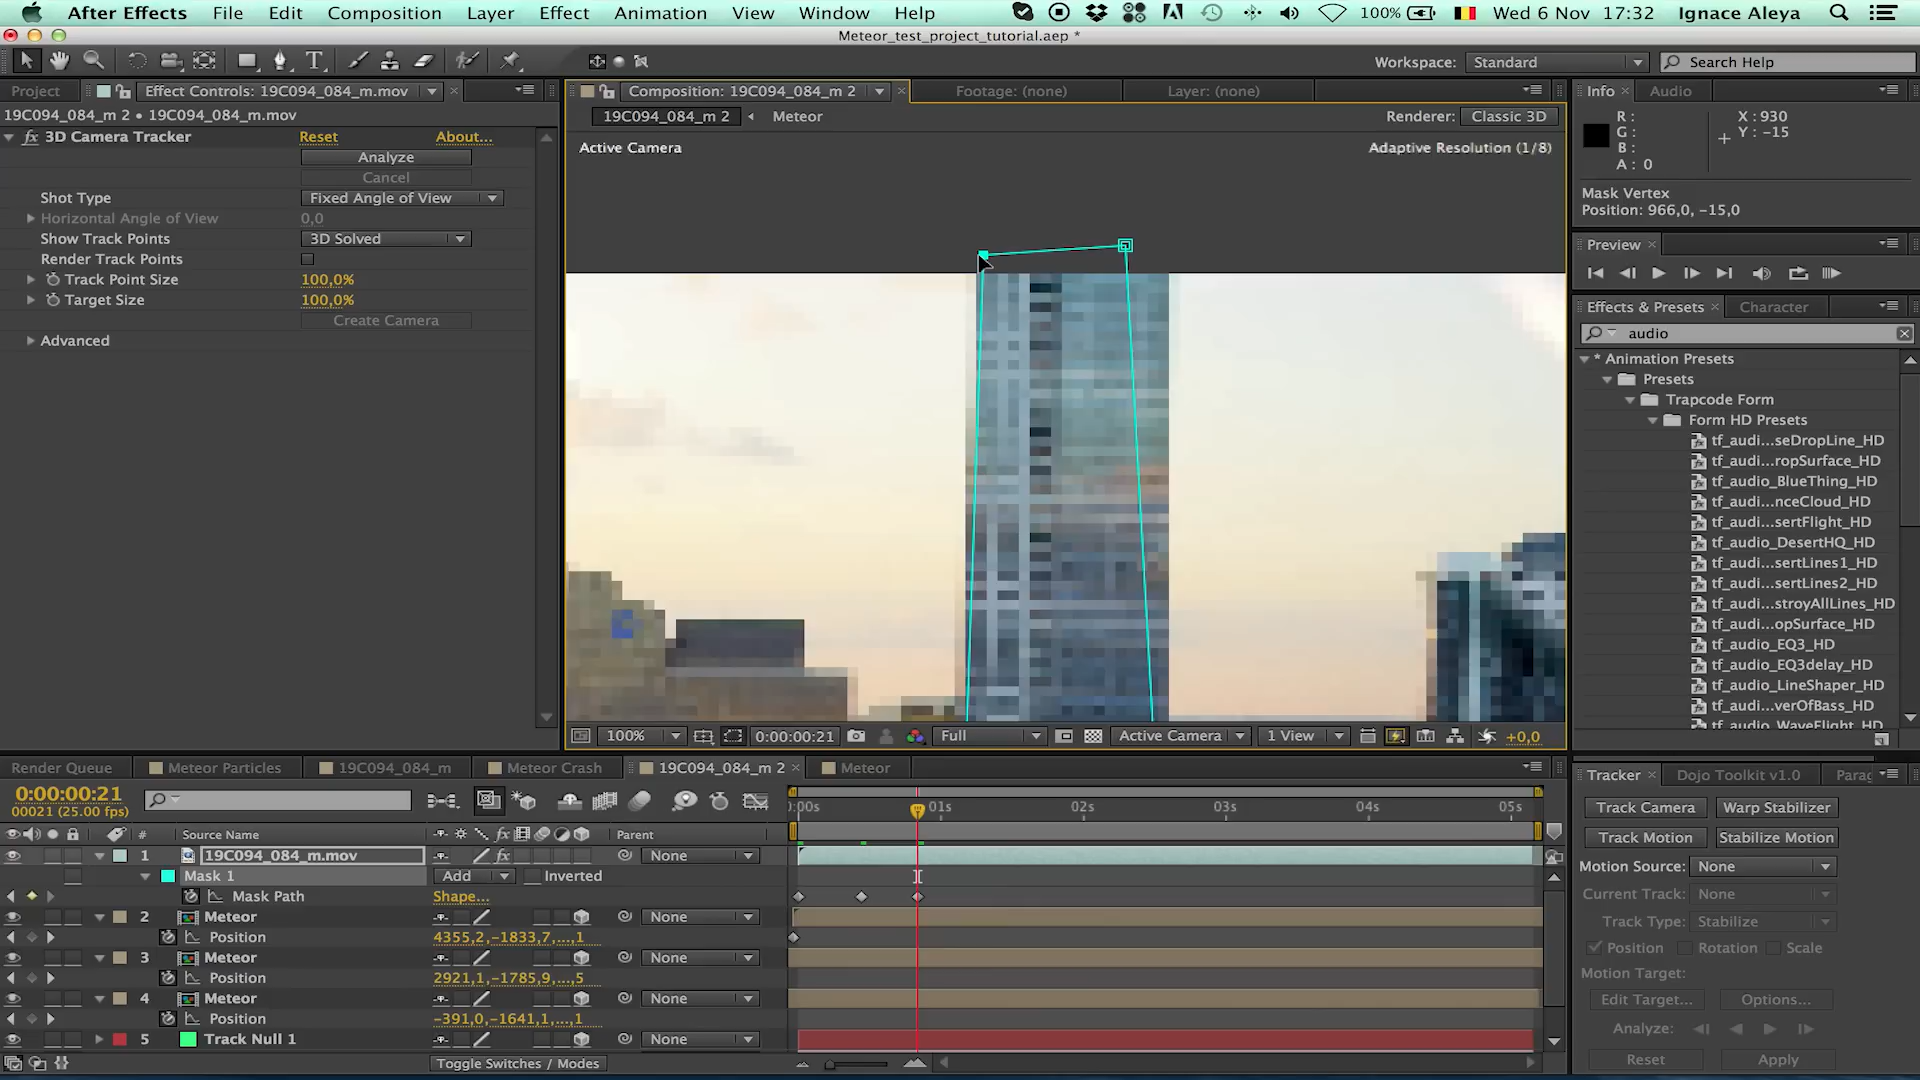 After Effects File Edit Composition Layer Effect Animation View Window Help 100% Wed 6 Nov 17:32 Ignace Aleya
Meteor_test_project_tutorial.aep *
Workspace: Standard Search Help
Project Effect Controls: 19C094_084_m.mov Composition: 19C094_084_m 2 Footage: (none) Layer: (none) Info Audio
19C094_084_m 2 • 19C094_084_m.mov 19C094_084_m 2 Meteor Renderer: Classic 3D
R: X : 930
G: Y : -15
B:
A : 0
fx 3D Camera Tracker Reset About...
Active Camera Adaptive Resolution (1/8)
Analyze
Cancel
Mask Vertex
Position: 966,0, -15,0
Shot Type Fixed Angle of View
Horizontal Angle of View 0,0
Show Track Points 3D Solved
Render Track Points
Track Point Size 100,0%
Target Size 100,0%
Create Camera
Advanced
Preview
Effects & Presets Character
audio
* Animation Presets
Presets
Trapcode Form
Form HD Presets
tf_audi...seDropLine_HD
tf_audi...ropSurface_HD
tf_audio_BlueThing_HD
tf_audi...nceCloud_HD
tf_audi...sertFlight_HD
tf_audio_DesertHQ_HD
tf_audi...sertLines1_HD
tf_audi...sertLines2_HD
tf_audi...stroyAllLines_HD
tf_audi...opSurface_HD
tf_audio_EQ3_HD
tf_audio_EQ3delay_HD
tf_audio_LineShaper_HD
tf_audi...verOfBass_HD
tf_audio_WaveFlight_HD
100% 0:00:00:21 Full Active Camera 1 View +0,0
Render Queue Meteor Particles 19C094_084_m Meteor Crash 19C094_084_m 2 Meteor
0:00:00:21
00021 (25.00 fps)
):00s 01s 02s 03s 04s 05s
# Source Name fx Parent
1 19C094_084_m.mov fx None
Mask 1 Add Inverted
Mask Path Shape...
2 Meteor None
Position 4355,2,-1833,7,...,1
3 Meteor None
Position 2921,1,-1785,9,...,5
4 Meteor None
Position -391,0,-1641,1,...,1
5 Track Null 1 None
Toggle Switches / Modes
Tracker Dojo Toolkit v1.0 Parag
Track Camera Warp Stabilizer
Track Motion Stabilize Motion
Motion Source: None
Current Track: None
Track Type: Stabilize
Position Rotation Scale
Motion Target:
Edit Target... Options...
Analyze:
Reset Apply